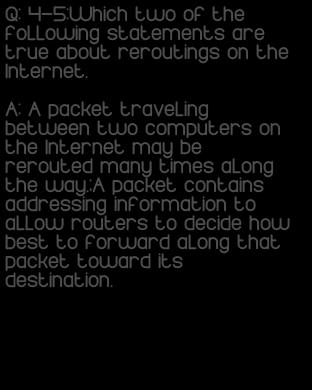 Q: 4-5:Which two of the
following statements are
true about reroutings on the
Internet.
A: A packet traveling
between two computers on
the Internet may be
rerouted many times along
the way.:A packet contains
addressing information to
allow routers to decide how
best to forward along that
packet toward its
destination.